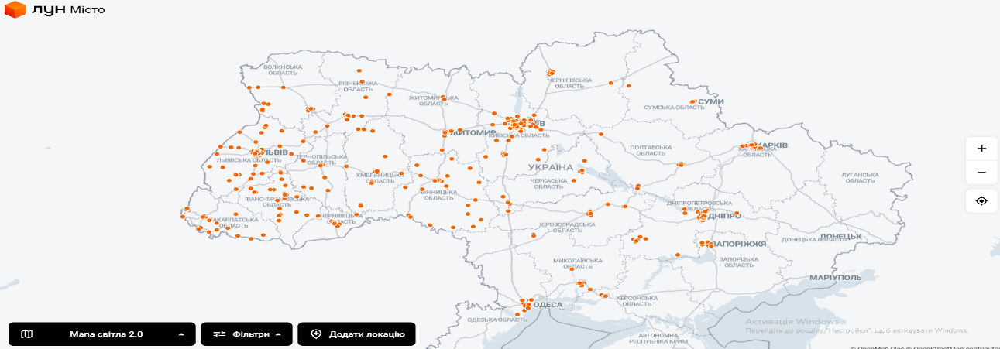 ЛУН Місто
ВОЛИНСЬКА
ОБЛАСТЬ
РІВНЕНСЬКА
ОБЛАСТЬ
ЖИТОМИРСЬКА
ОБЛАСТЬ
ЧЕРНІГІВСЬКА
ОБЛАСТЬ
СУМИ
СУМСЬКА ОБЛАСТЬ
КИЇВ
ЖИТОМИР
КИЇВСЬКА ОБЛАСТЬ
ХАРКІВ
ХАРКІВСЬКА
ОБЛАСТЬ
ЛЬВІВ
ЛЬВІВСЬКА ОБЛАСТЬ
ТЕРНОПІЛЬСЬКА
ОБЛАСТЬ
ПОЛТАВСЬКА
ОБЛАСТЬ
УКРАЇНА
ХМЕЛЬНИЦЬКА
ОБЛАСТЬ
ЧЕРКАСЬКА
ОБЛАСТЬ
ЛУГАНСЬКА
ОБЛАСТЬ
ВІННИЦЬКА
ОБЛАСТЬ
ІВАНО-ФРАНКІВСЬКА
ОБЛАСТЬ
ДНІПРОПЕТРОВСЬКА
ОБЛАСТЬ
ДНІПРО
ЗАКАРПАТСЬКА
ОБЛАСТЬ
ЧЕРНІВЕЦЬКА
ОБЛАСТЬ
КІРОВОГРАДСЬКА
ОБЛАСТЬ
ДОНЕЦЬК
ДОНЕЦЬКА ОБЛАСТЬ
ЗАПОРІЖЖЯ
ЗАПОРІЗЬКА
ОБЛАСТЬ
МИКОЛАЇВСЬКА
ОБЛАСТЬ
МАРІУПОЛЬ
ХЕРСОНСЬКА
ОБЛАСТЬ
ОДЕСА
ОДЕСЬКА ОБЛАСТЬ
АВТОНОМНА
РЕСПУБЛІКА КРИМ
Активація Windows
Перейдіть до розділу "Настройки", щоб активувати Windows.
Мапа світла 2.0
Фільтри
Додати локацію
© OpenMapTiles © OpenStreetMap contributors